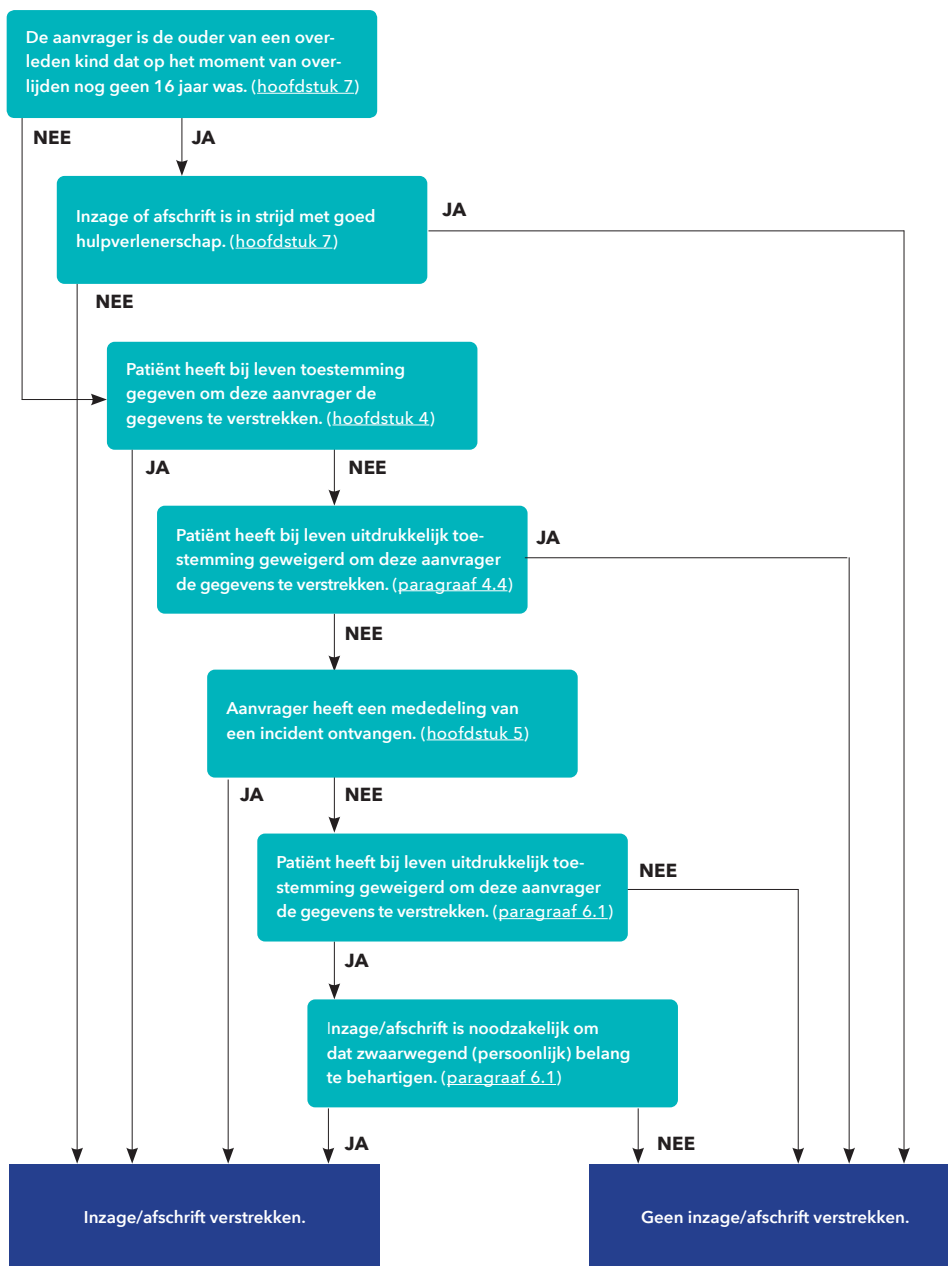 De aanvrager is de ouder van een over-
leden kind dat op het moment van over-
lijden nog geen 16 jaar was. (hoofdstuk 7)
NEE
JA
Inzage of afschrift is in strijd met goed
hulpverlenerschap. (hoofdstuk 7)
JA
NEE
Patiënt heeft bij leven toestemming
gegeven om deze aanvrager de
gegevens te verstrekken. (hoofdstuk 4)
JA
NEE
Patiënt heeft bij leven uitdrukkelijk toe-
stemming geweigerd om deze aanvrager
de gegevens te verstrekken. (paragraaf 4.4)
JA
NEE
Aanvrager heeft een mededeling van
een incident ontvangen. (hoofdstuk 5)
JA
NEE
Patiënt heeft bij leven uitdrukkelijk toe-
stemming geweigerd om deze aanvrager
de gegevens te verstrekken. (paragraaf 6.1)
NEE
JA
Inzage/afschrift is noodzakelijk om
dat zwaarwegend (persoonlijk) belang
te behartigen. (paragraaf 6.1)
JA
NEE
Inzage/afschrift verstrekken.
Geen inzage/afschrift verstrekken.